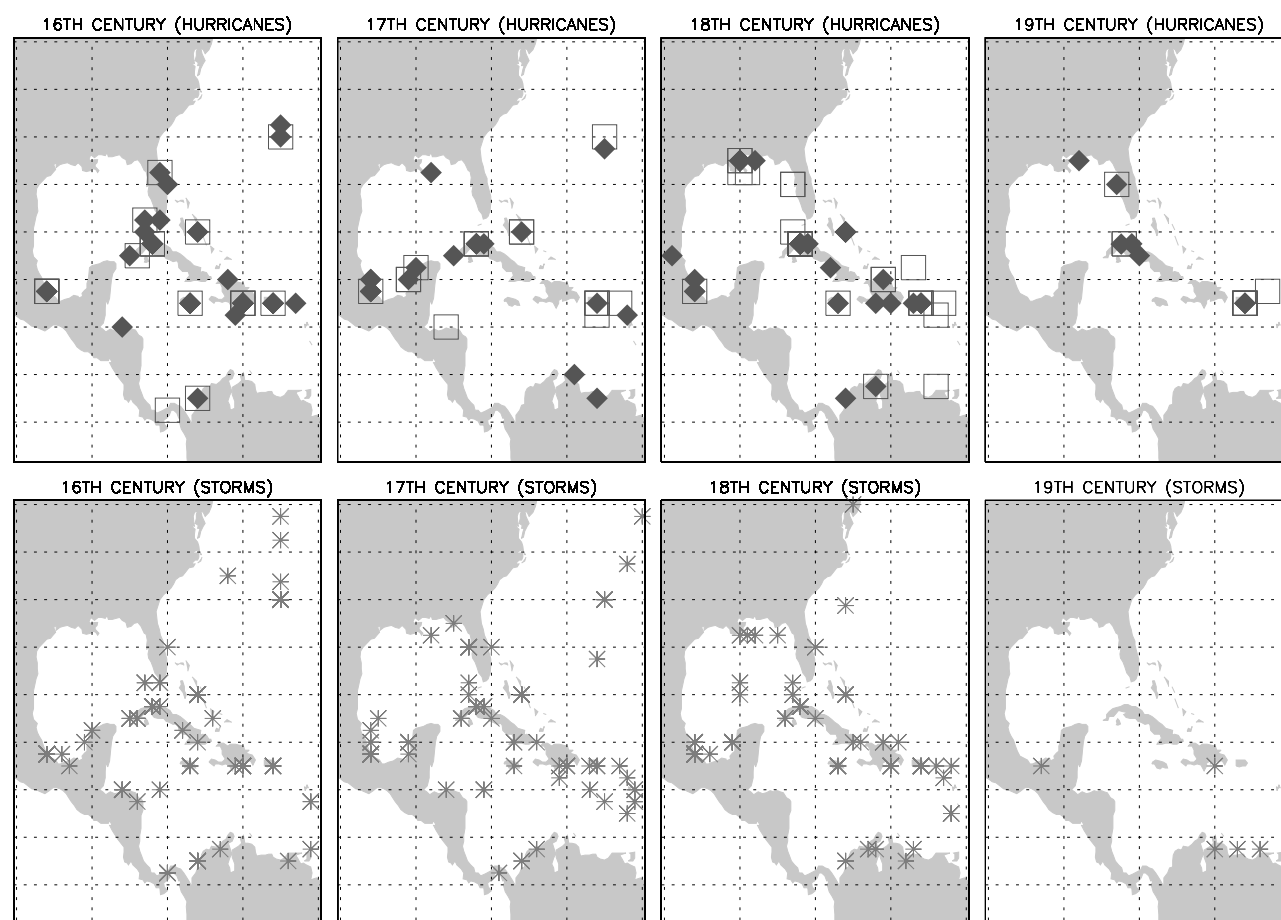 16TH CENTURY (HURRICANES)
17TH CENTURY (HURRICANES)
18TH CENTURY (HURRICANES)
19TH CENTURY (HURRICANES)
16TH CENTURY (STORMS)
17TH CENTURY (STORMS)
18TH CENTURY (STORMS)
19TH CENTURY (STORMS)